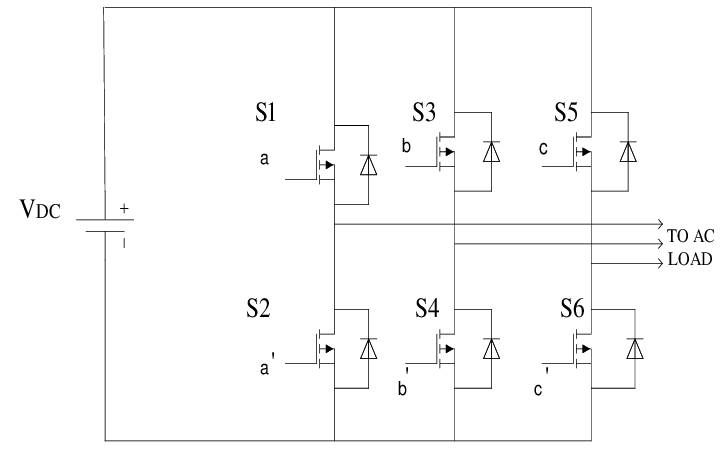 S1 S3 S5
a b c
VDC +
TO AC
LOAD
S2 S4 S6
a' b' c'